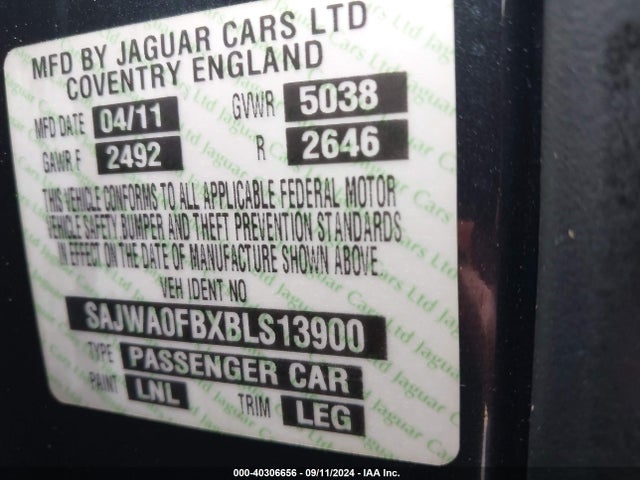 MFD BY JAGUAR CARS LTD
COVENTRY ENGLAND
MFD DATE 04/11 GVWR 5038
GAWR F 2492 R 2646
THIS VEHICLE CONFORMS TO ALL APPLICABLE FEDERAL MOTOR
VEHICLE SAFETY, BUMPER AND THEFT PREVENTION STANDARDS
IN EFFECT ON THE DATE OF MANUFACTURE SHOWN ABOVE.
VEH IDENT NO
SAJWA0FBXBLS13900
TYPE PASSENGER CAR
PAINT LNL TRIM LEG
000-40306656 - 09/11/2024 - IAA Inc.